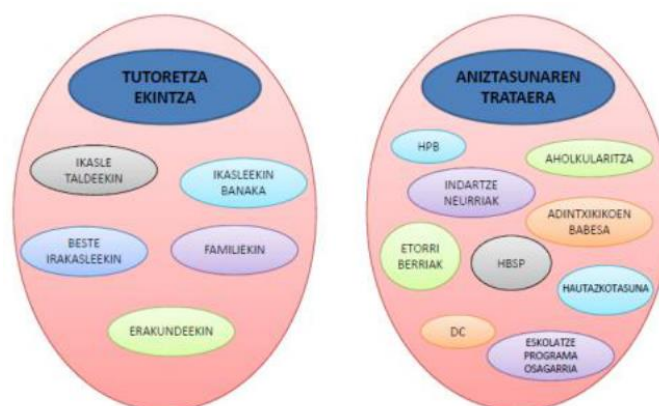 TUTORETZA
EKINTZA
IKASLE
TALDEEKIN
IKASLEEKIN
BANAKA
BESTE
IRAKASLEEKIN
FAMILIEKIN
ERAKUNDEEKIN
ANIZTASUNAREN
TRATAERA
HPB
AHOLKULARITZA
INDARTZE
NEURRIAK
ADINTXIKIKOEN
BABESA
ETORRI
BERRIAK
HBSP
HAUTAZKOTASUNA
DC
ESKOLATZE
PROGRAMA
OSAGARRIA